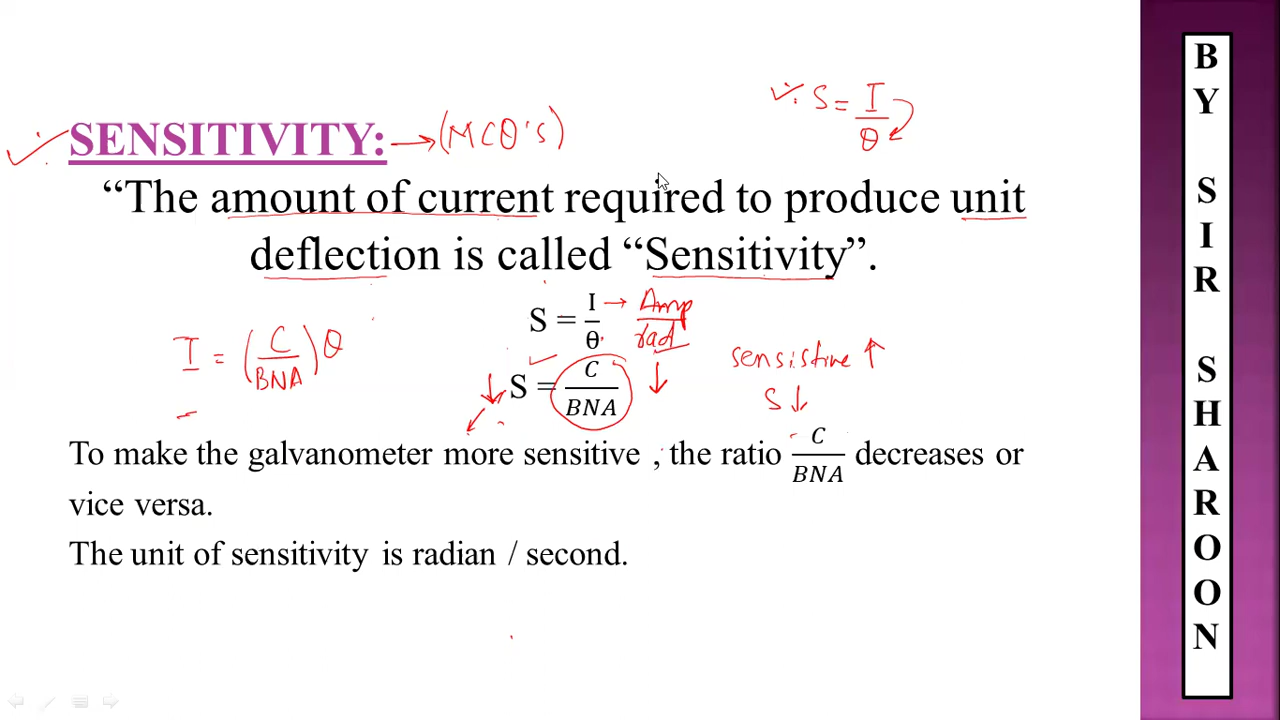 ✓ S = I/θ
✓ SENSITIVITY: → (MCQ'S)
“The amount of current required to produce unit
deflection is called “Sensitivity”.
S = I/θ → Amp/rad
I = (C/BNA) θ
S = C/BNA
sensistive ↑
S ↓
To make the galvanometer more sensitive , the ratio C/BNA decreases or
vice versa.
The unit of sensitivity is radian / second.
BY SIR SHAROON